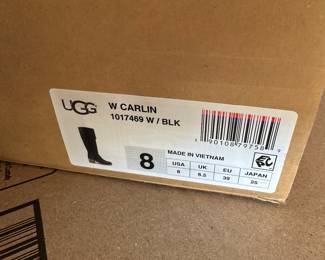 UGG
W CARLIN
1017469 W / BLK
8
MADE IN VIETNAM
USA UK EU JAPAN
8 6.5 39 25